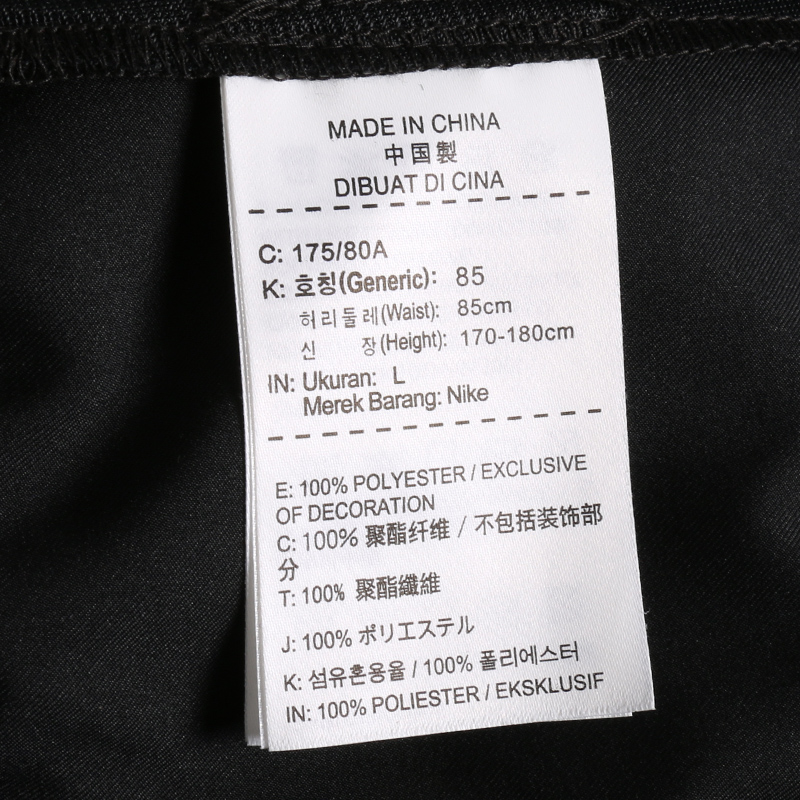 MADE IN CHINA
中国製
DIBUAT DI CINA
C: 175/80A
K: 호칭(Generic): 85
허리둘레(Waist): 85cm
신 장(Height): 170-180cm
IN: Ukuran: L
Merek Barang: Nike
E: 100% POLYESTER / EXCLUSIVE
OF DECORATION
C: 100% 聚酯纤维 / 不包括装饰部
分
T: 100% 聚酯纖維
J: 100% ポリエステル
K: 섬유혼용율 / 100% 폴리에스터
IN: 100% POLIESTER / EKSKLUSIF